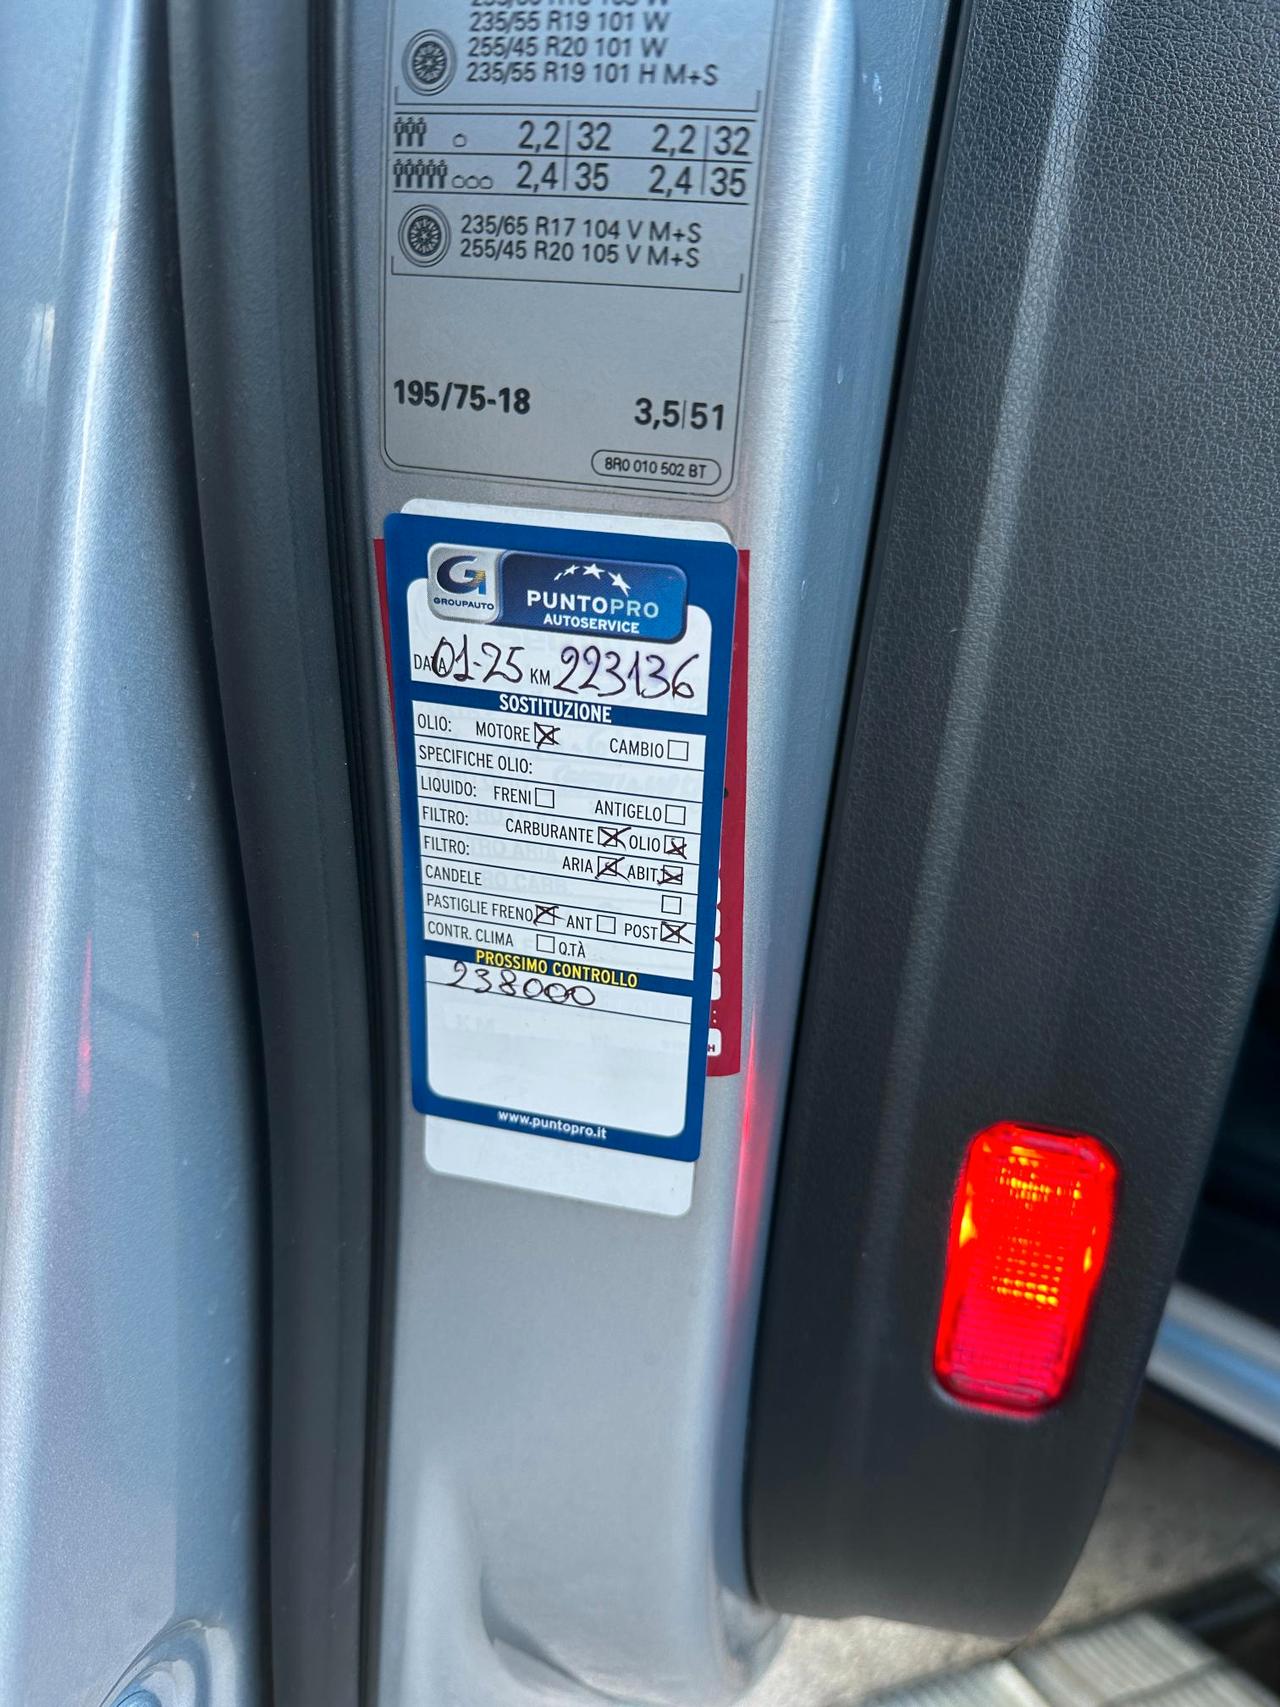 235/55 R19 101 W
255/45 R20 101 W
235/55 R19 101 H M+S
2,2|32 2,2|32
2,4|35 2,4|35
235/65 R17 104 V M+S
255/45 R20 105 V M+S
195/75-18 3,5|51
8R0 010 502 BT
G
GROUPAUTO
PUNTOPRO
AUTOSERVICE
DATA 01-25 KM 223136
SOSTITUZIONE
OLIO: MOTORE CAMBIO
SPECIFICHE OLIO:
LIQUIDO: FRENI ANTIGELO
FILTRO: CARBURANTE OLIO
FILTRO: ARIA ABIT.
CANDELE
PASTIGLIE FRENO ANT POST
CONTR. CLIMA Q.TÀ
PROSSIMO CONTROLLO
238000
www.puntopro.it
H